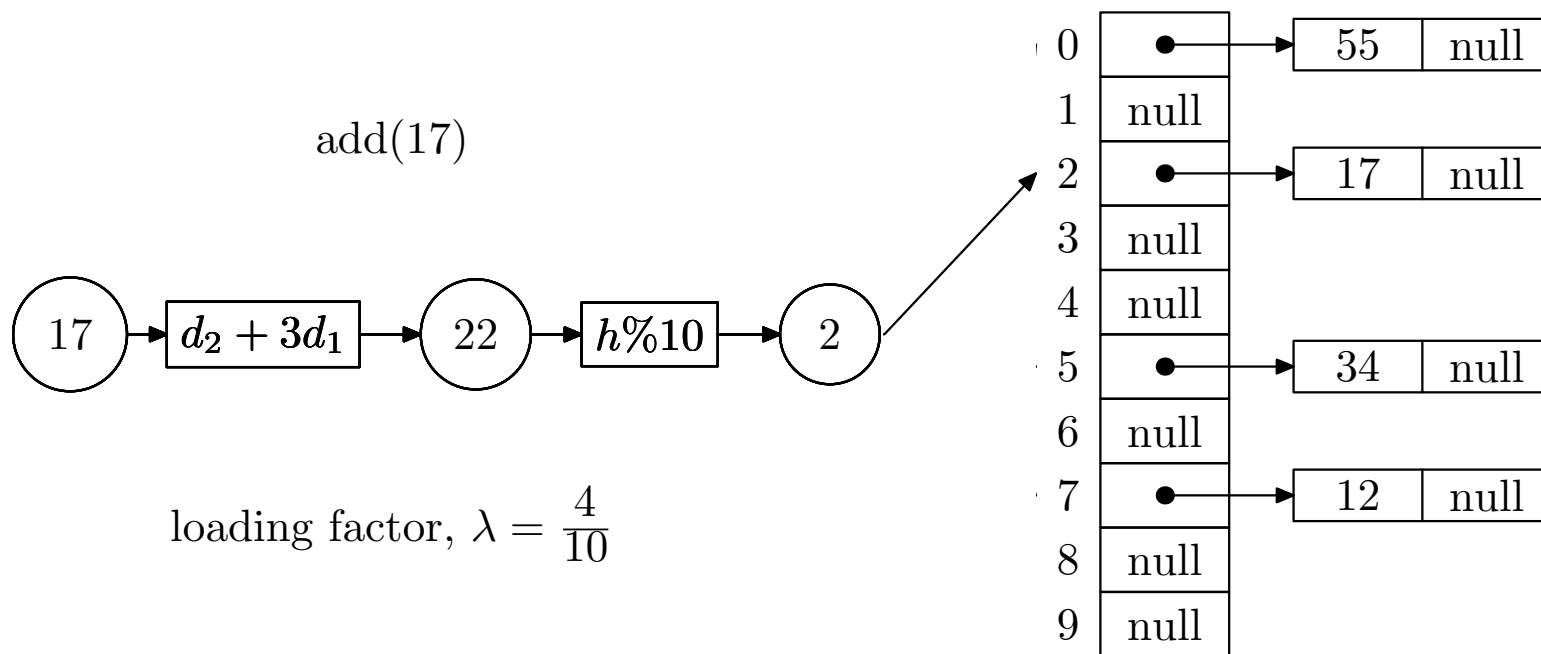 add(17)
17 d₂ + 3d₁ 22 h%10 2
loading factor, λ = 4/10
0 55 null
1 null
2 17 null
3 null
4 null
5 34 null
6 null
7 12 null
8 null
9 null